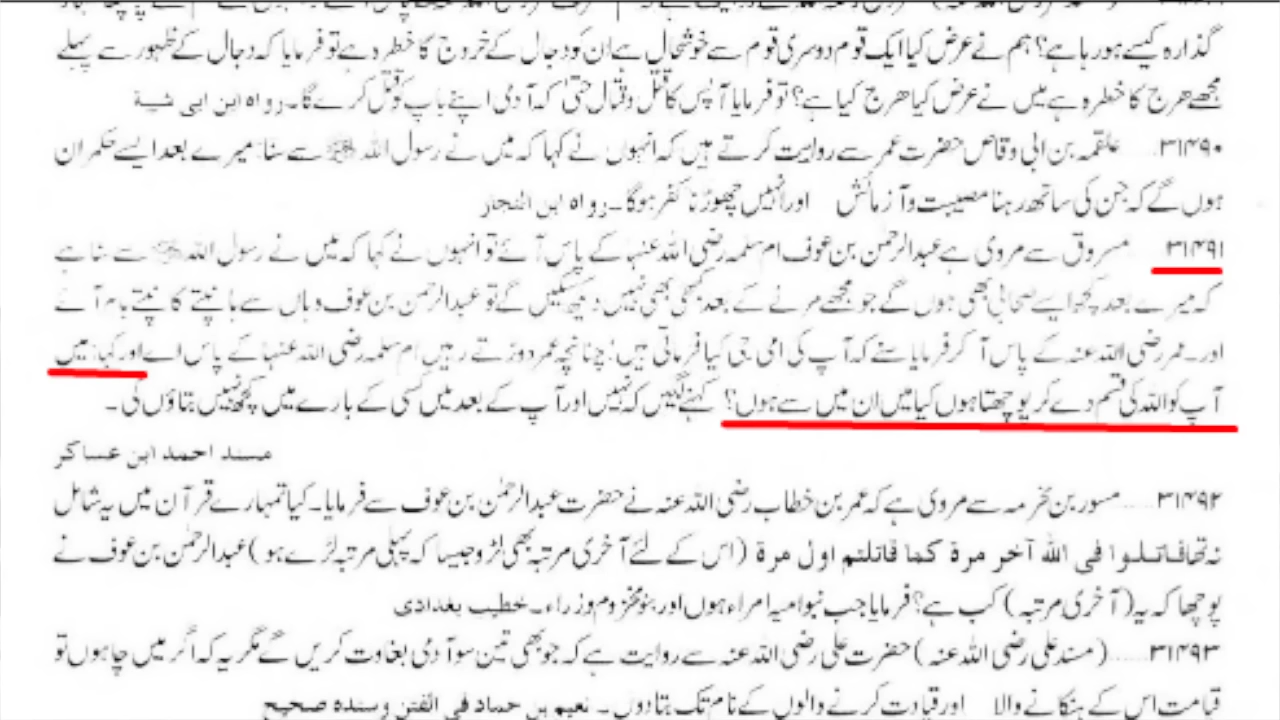 گذارہ کیسے ہورہا ہے؟ ہم نے عرض کیا ایک قوم دوسری قوم سے خوشحال ہے ان کو دجال کے خروج کا خطرہ ہے تو فرمایا کہ دجال کے ظہور سے پہلے
مجھے ھرج کا خطرہ ہے میں نے عرض کیا ھرج کیا ہے؟ تو فرمایا آپس کا قتل وقتال حتیٰ کہ آدمی اپنے باپ کو قتل کرے گا۔ رواہ ابن ابی شیبة
۳۱۴۹۰..... علقمہ بن ابی وقاص حضرت عمر سے روایت کرتے ہیں کہ انہوں نے کہا کہ میں نے رسول اللہ ﷺ سے سنا: میرے بعد ایسے حکمران
ہوں گے کہ جن کی ساتھ رہنا مصیبت وآزمائش اور انہیں چھوڑنا کفر ہوگا۔ رواہ ابن النجار
۳۱۴۹۱..... مسروق سے مروی ہے عبدالرحمن بن عوف ام سلمہ رضی اللہ عنہا کے پاس آئے تو انہوں نے کہا کہ میں نے رسول اللہ ﷺ سے سنا ہے
کہ میرے بعد کچھ ایسے صحابی بھی ہوں گے جو مجھے مرنے کے بعد کبھی بھی نہیں دیکھ سکیں گے تو عبدالرحمن بن عوف وہاں سے ہانپتے کانپتے باہر آئے
اور عمر رضی اللہ عنہ کے پاس آکر فرمایا سنئے کہ آپ کی امی جی کیا فرماتی ہیں؛ چنانچہ عمر دوڑتے رہیں ام سلمہ رضی اللہ عنہا کے پاس آے اور کہا: میں
آپ کو اللہ کی قسم دے کر پوچھتا ہوں کیا میں ان میں سے ہوں؟ کہنے لگیں کہ نہیں اور آپ کے بعد میں کسی کے بارے میں کچھ نہیں بتاؤں گی۔
مسند احمد ابن عساکر
۳۱۴۹۲..... مسور بن مخرمہ سے مروی ہے کہ عمر بن خطاب رضی اللہ عنہ نے حضرت عبدالرحمٰن بن عوف سے فرمایا۔ کیا تمہارے قرآن میں یہ شامل
نہ تھا قاتلوا فی اللہ آخر مرة کما قاتلتم اول مرة (اس کے لئے آخری مرتبہ بھی لڑو جیسا کہ پہلی مرتبہ لڑے ہو) عبدالرحمٰن بن عوف نے
پوچھا کہ یہ (آخری مرتبہ) کب ہے؟ فرمایا جب بنو امیہ امراء ہوں اور بنو مخزوم وزراء۔ خطیب بغدادی
۳۱۴۹۳..... (مسند علی رضی اللہ عنہ) حضرت علی رضی اللہ عنہ سے روایت ہے کہ جو بھی تین سو آدمی بغاوت کریں گے مگر یہ کہ اگر میں چاہوں تو
قیامت اس کے ہنکانے والا اور قیادت کرنے والوں کے نام تک بتادوں۔ نعیم بن حماد فی الفتن وسندہ صحیح